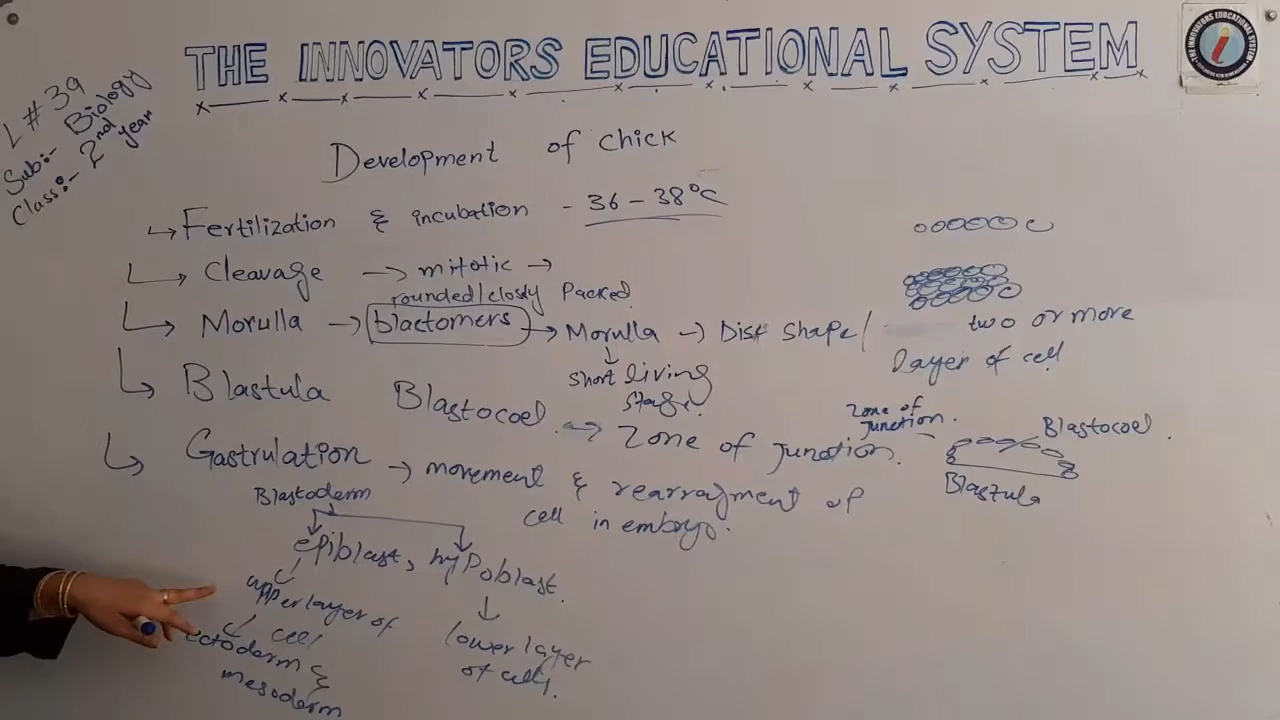 THE INNOVATORS EDUCATIONAL SYSTEM
L # 39
Sub:- Biology
Class:- 2nd year
Development of Chick
Fertilization & incubation - 36 - 38°C
Cleavage → mitotic →
rounded/closly Packed
Morulla → blactomers → Morulla → Disk shape/ two or more
layer of cell
short living
stage.
Blastula Blastocoel → Zone of Junction.
Zone of
Junction.
Blastocoel.
Blastula
Gastrulation → movement & rearragment of
cell in embryo.
Blastoderm
epiblast, hypoblast.
upper layer of
cell
lower layer
of cell.
ectoderm &
mesoderm